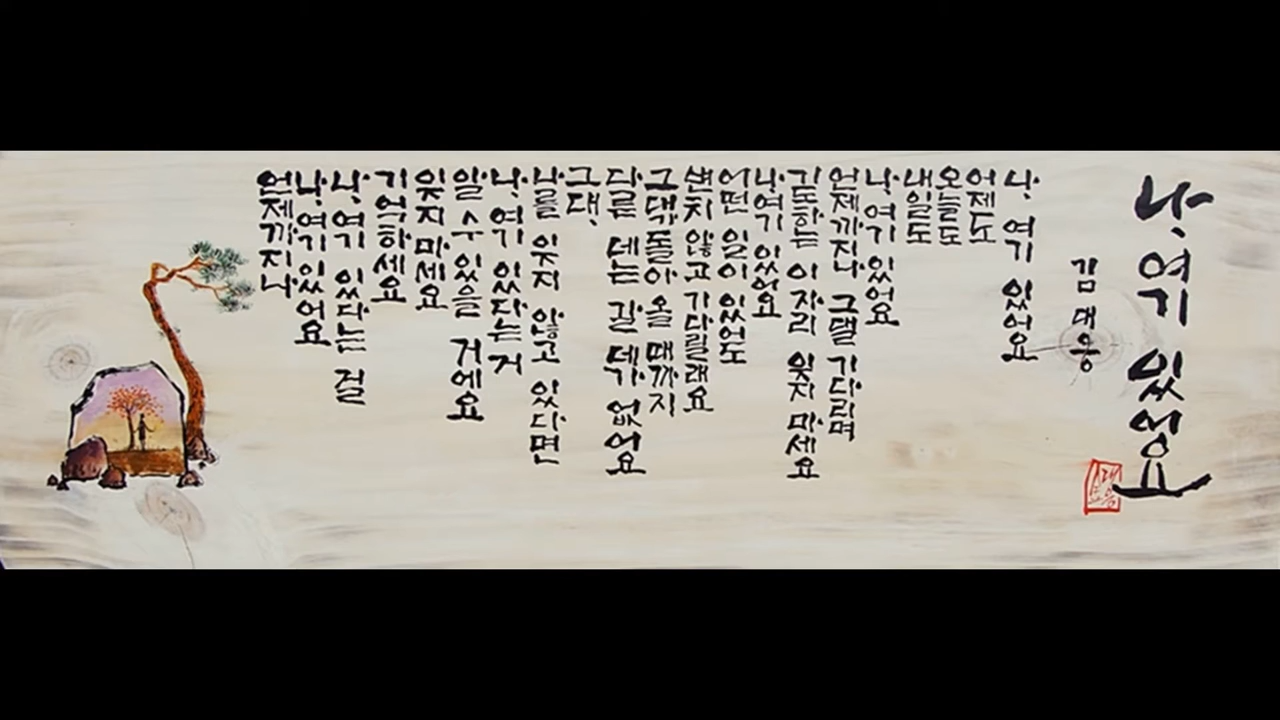 나, 여기 있어요
김대웅
나, 여기 있어요
어제도
오늘도
내일도
나, 여기 있어요
언제까지나 그댈 기다리며
기도하는 이 자리 잊지 마세요
나, 여기 있어요
어떤 일이 있어도
변치 않고 기다릴래요
그대, 돌아 올 때까지
다른 데는 갈 데가 없어요
그대,
나를 잊지 않고 있다면
나, 여기 있다는 거
알 수 있을 거에요
잊지 마세요
기억하세요
나, 여기 있다는 걸
나, 여기 있어요
언제까지나